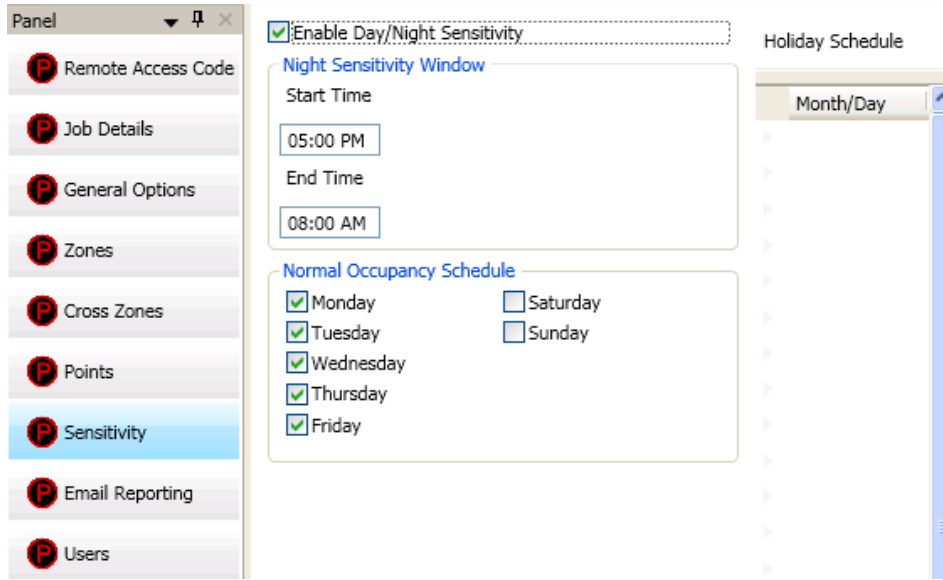 Panel
P Remote Access Code
P Job Details
P General Options
P Zones
P Cross Zones
P Points
P Sensitivity
P Email Reporting
P Users
Enable Day/Night Sensitivity
Night Sensitivity Window
Start Time
05:00 PM
End Time
08:00 AM
Normal Occupancy Schedule
Monday
Tuesday
Wednesday
Thursday
Friday
Saturday
Sunday
Holiday Schedule
Month/Day